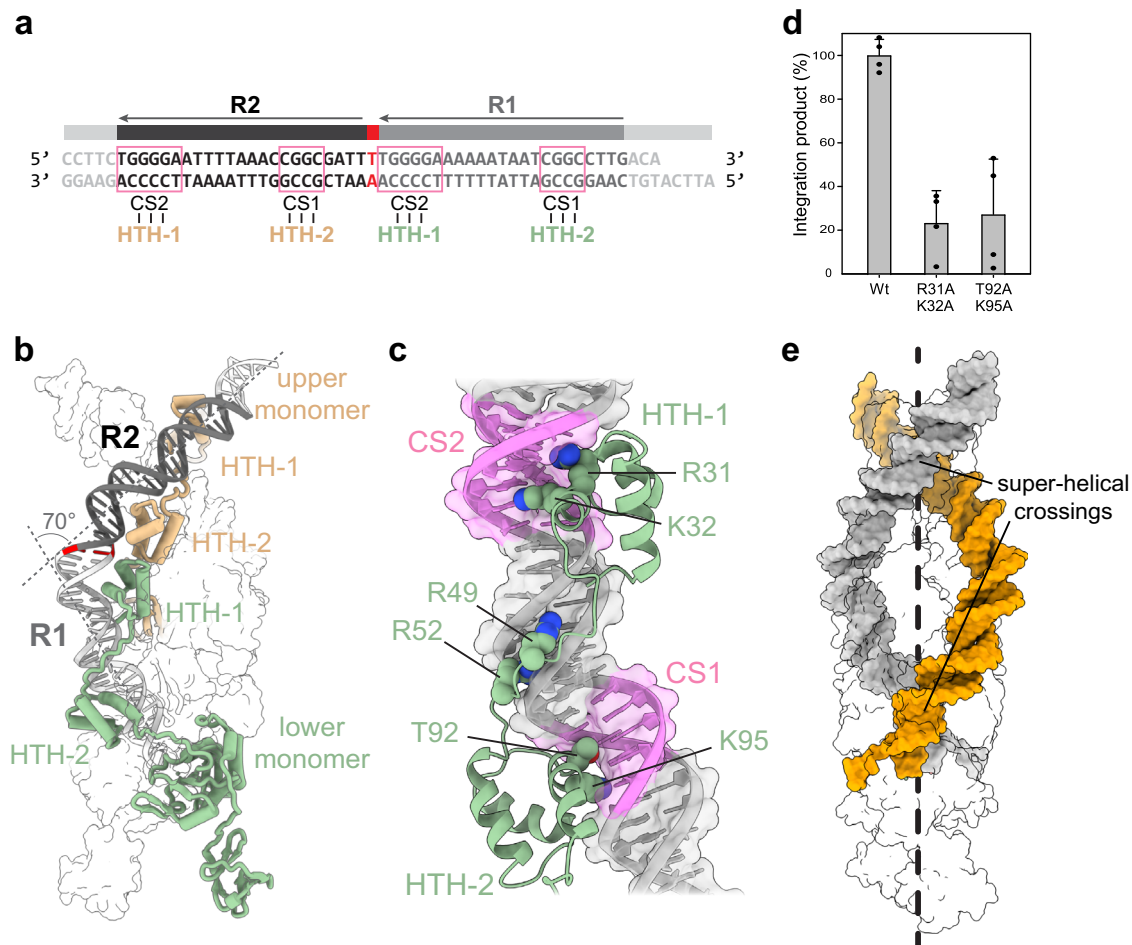 a
R2 R1
5’ CCTTCTGGGGAATTTTAAACCGGCGATTTTGGGGAAAAAATAATCGGCCTTGACA 3’
3’ GGAAGACCCCTTAAAATTTGGCCGCTAAAACCCCTTTTTTATTAGCCGGAACTGTACTTA 5’
CS2 CS1 CS2 CS1
HTH-1 HTH-2 HTH-1 HTH-2
d
Integration product (%)
100
80
60
40
20
0
Wt R31A T92A
K32A K95A
b
upper
monomer
R2
HTH-1
70°
HTH-2
HTH-1
R1
HTH-2
lower
monomer
c
HTH-1
CS2
R31
K32
R49
R52
CS1
T92
K95
HTH-2
e
super-helical
crossings